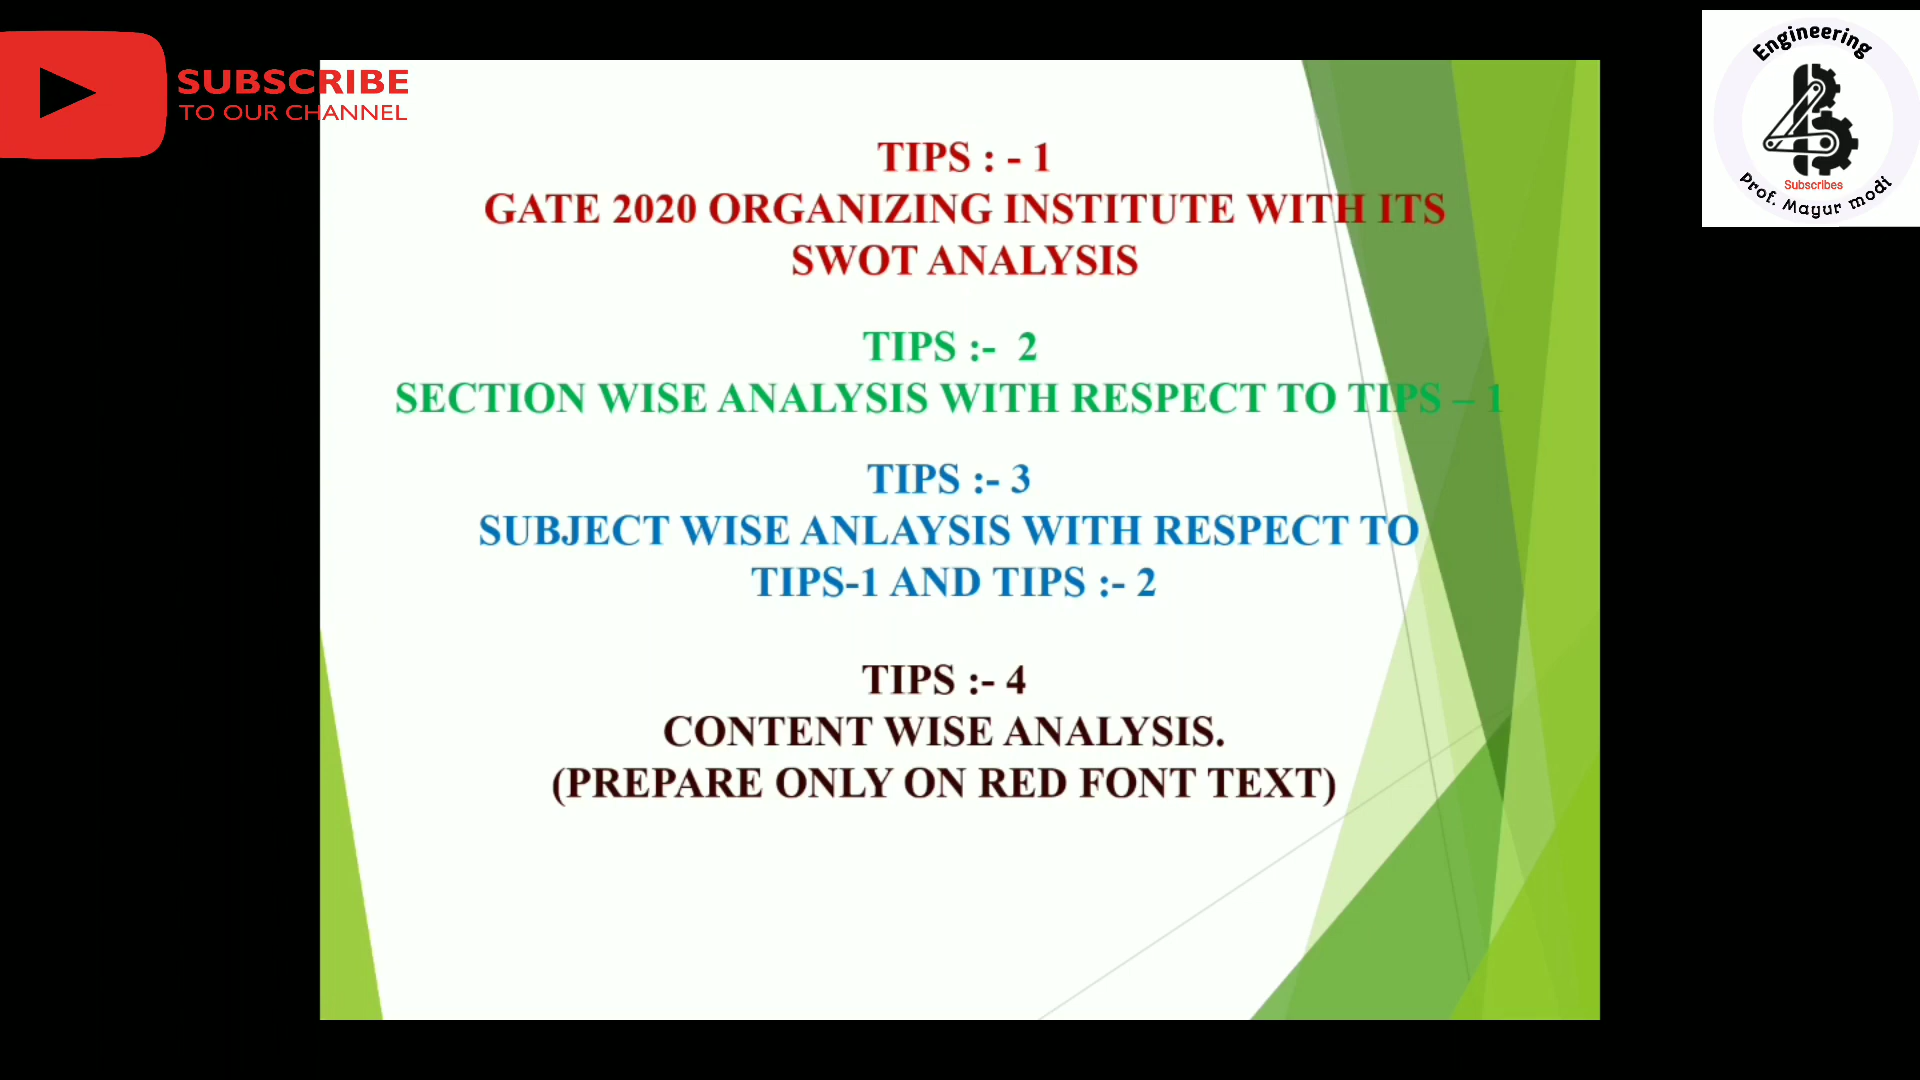 SUBSCRIBE
TO OUR CHANNEL
Engineering
Subscribes
Prof. Mayur modi
TIPS : - 1
GATE 2020 ORGANIZING INSTITUTE WITH ITS
SWOT ANALYSIS
TIPS :- 2
SECTION WISE ANALYSIS WITH RESPECT TO TIPS – 1
TIPS :- 3
SUBJECT WISE ANLAYSIS WITH RESPECT TO
TIPS-1 AND TIPS :- 2
TIPS :- 4
CONTENT WISE ANALYSIS.
(PREPARE ONLY ON RED FONT TEXT)